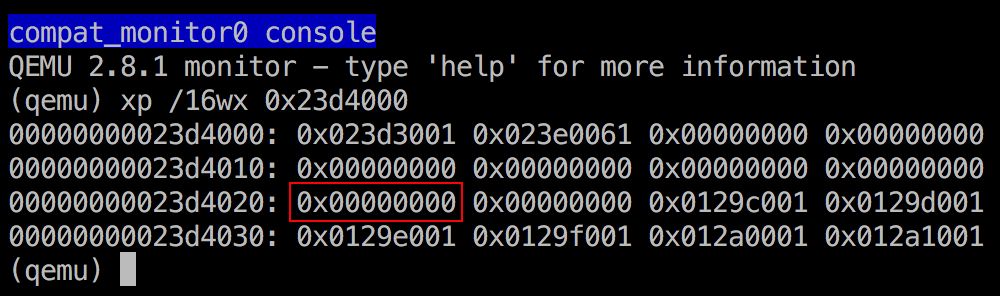 compat_monitor0 console
QEMU 2.8.1 monitor – type 'help' for more information
(qemu) xp /16wx 0x23d4000
00000000023d4000: 0x023d3001 0x023e0061 0x00000000 0x00000000
00000000023d4010: 0x00000000 0x00000000 0x00000000 0x00000000
00000000023d4020: 0x00000000 0x00000000 0x0129c001 0x0129d001
00000000023d4030: 0x0129e001 0x0129f001 0x012a0001 0x012a1001
(qemu)